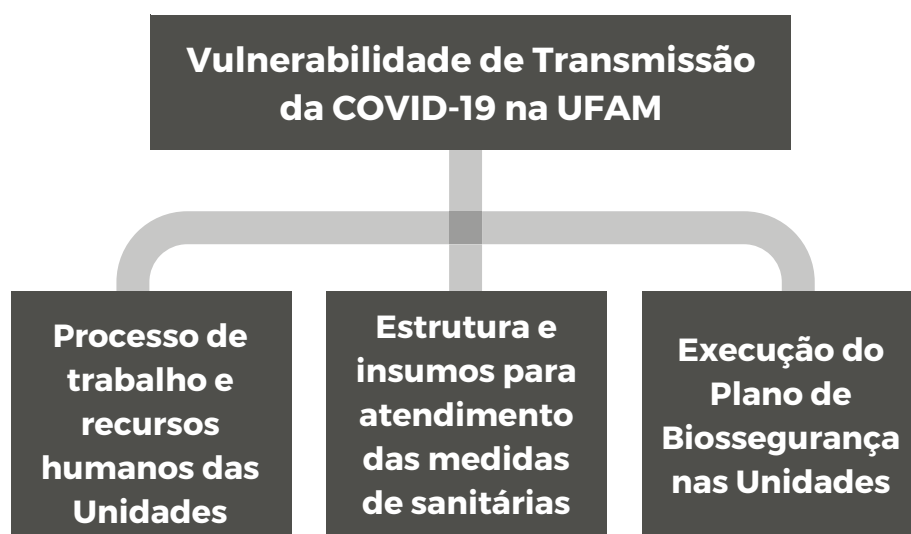 Vulnerabilidade de Transmissão
da COVID-19 na UFAM
Processo de
trabalho e
recursos
humanos das
Unidades
Estrutura e
insumos para
atendimento
das medidas
de sanitárias
Execução do
Plano de
Biossegurança
nas Unidades